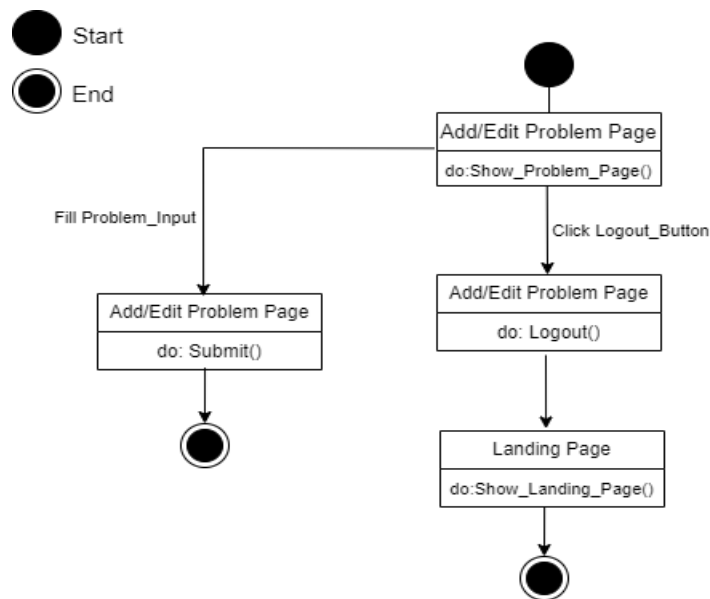 Start
End
Add/Edit Problem Page
do:Show_Problem_Page()
Fill Problem_Input
Click Logout_Button
Add/Edit Problem Page
do: Submit()
Add/Edit Problem Page
do: Logout()
Landing Page
do:Show_Landing_Page()